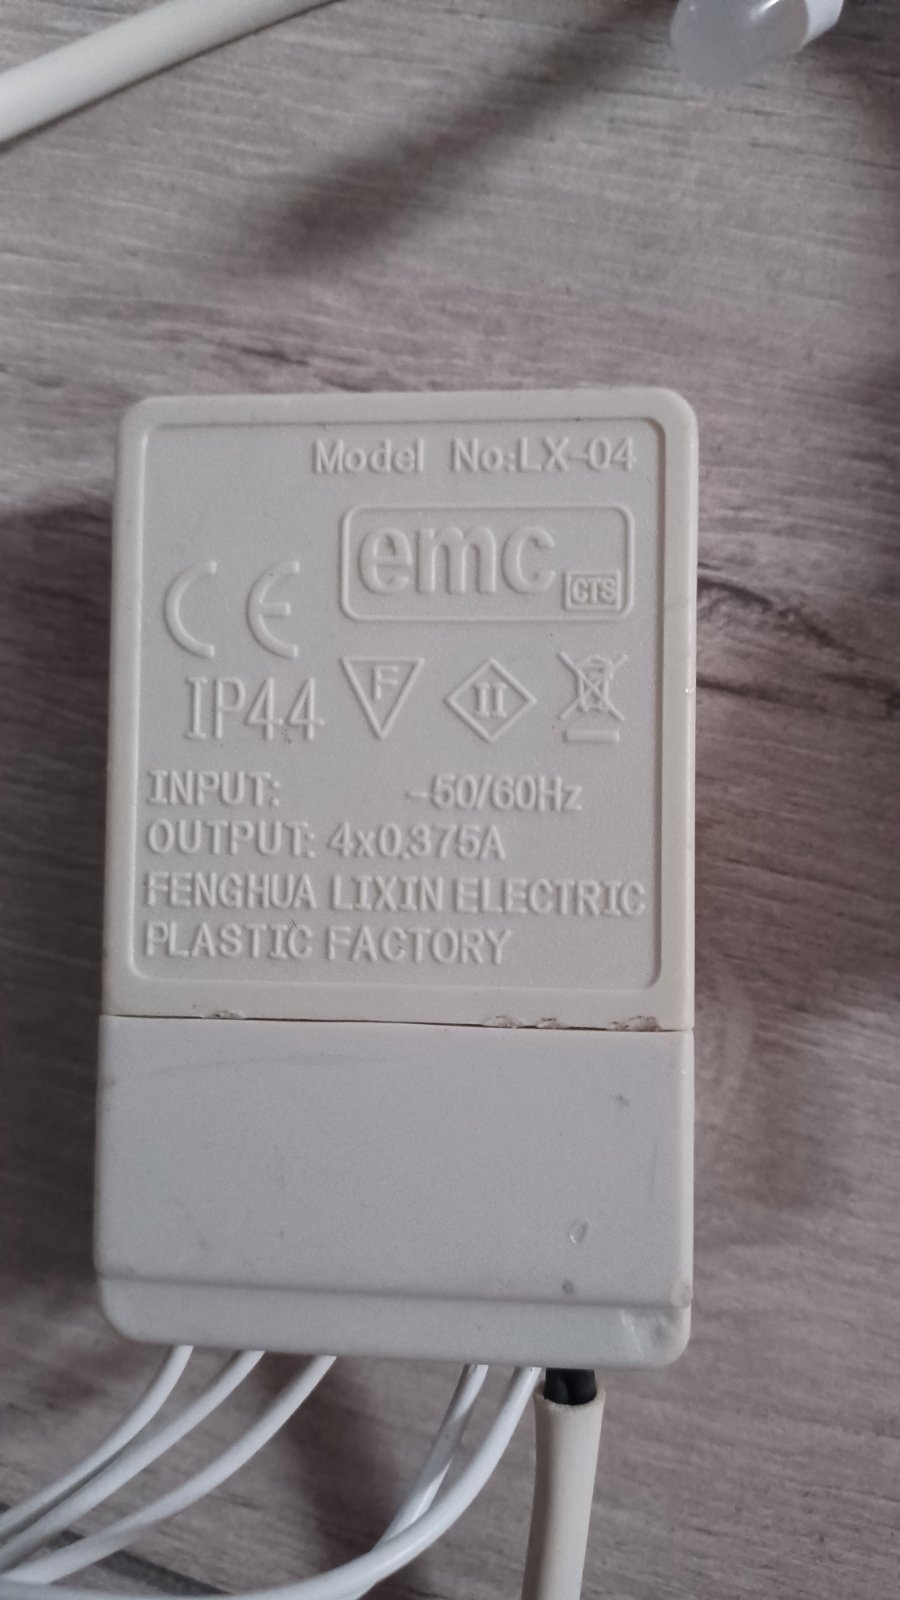 Model No:LX-04
emc
CTS
CE
IP44 F II
INPUT: ~50/60Hz
OUTPUT: 4x0.375A
FENGHUA LIXIN ELECTRIC
PLASTIC FACTORY